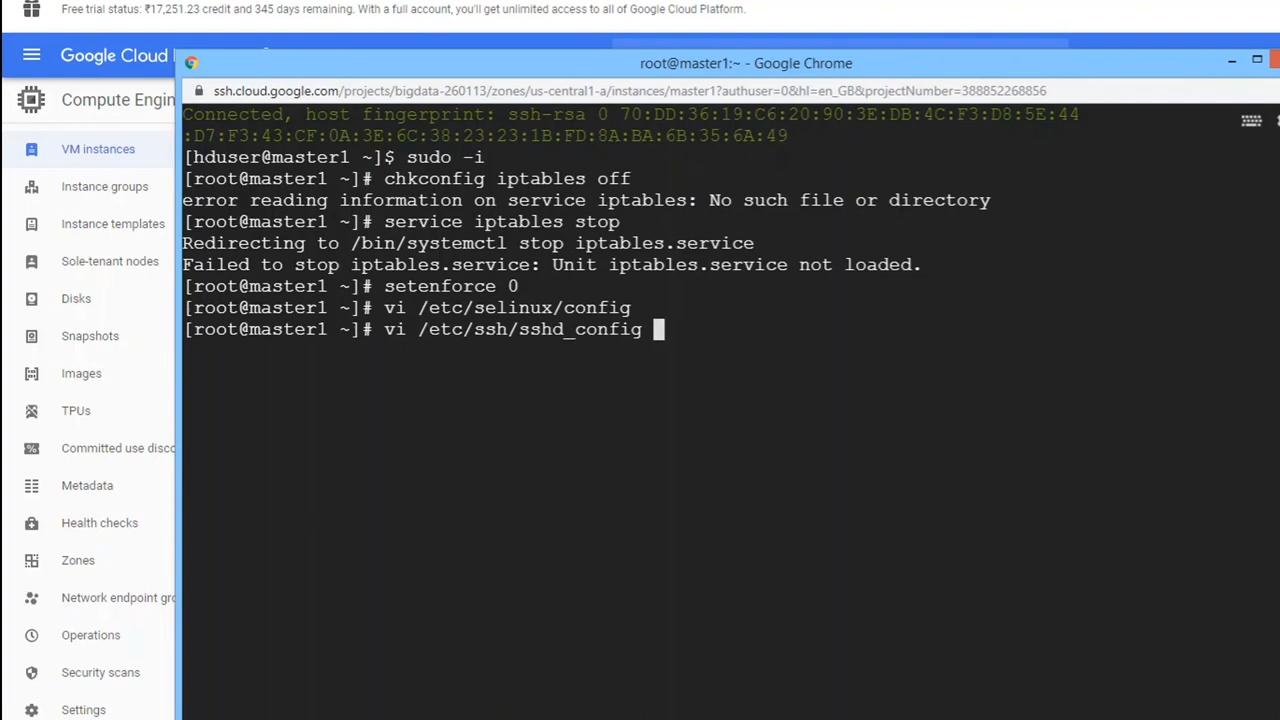 Free trial status: ₹17,251.23 credit and 345 days remaining. With a full account, you'll get unlimited access to all of Google Cloud Platform.
Google Cloud
root@master1:~ - Google Chrome
ssh.cloud.google.com/projects/bigdata-260113/zones/us-central1-a/instances/master1?authuser=0&hl=en_GB&projectNumber=388852268856
Compute Engin
VM instances
Instance groups
Instance templates
Sole-tenant nodes
Disks
Snapshots
Images
TPUs
Committed use disco
Metadata
Health checks
Zones
Network endpoint gro
Operations
Security scans
Settings
Connected, host fingerprint: ssh-rsa 0 70:DD:36:19:C6:20:90:3E:DB:4C:F3:D8:5E:44
:D7:F3:43:CF:0A:3E:6C:38:23:23:1B:FD:8A:BA:6B:35:6A:49
[hduser@master1 ~]$ sudo -i
[root@master1 ~]# chkconfig iptables off
error reading information on service iptables: No such file or directory
[root@master1 ~]# service iptables stop
Redirecting to /bin/systemctl stop iptables.service
Failed to stop iptables.service: Unit iptables.service not loaded.
[root@master1 ~]# setenforce 0
[root@master1 ~]# vi /etc/selinux/config
[root@master1 ~]# vi /etc/ssh/sshd_config